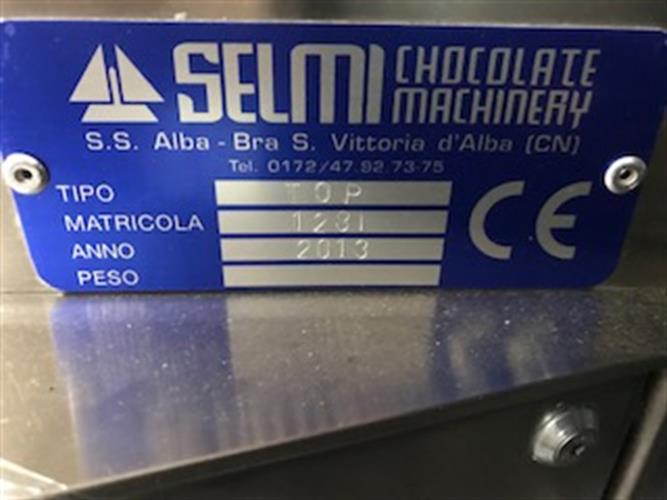 SELMI CHOCOLATE MACHINERY
S.S. Alba - Bra S. Vittoria d'Alba (CN)
Tel. 0172/47.92.73-75
TIPO TOP
MATRICOLA 1231
ANNO 2013
PESO
CE